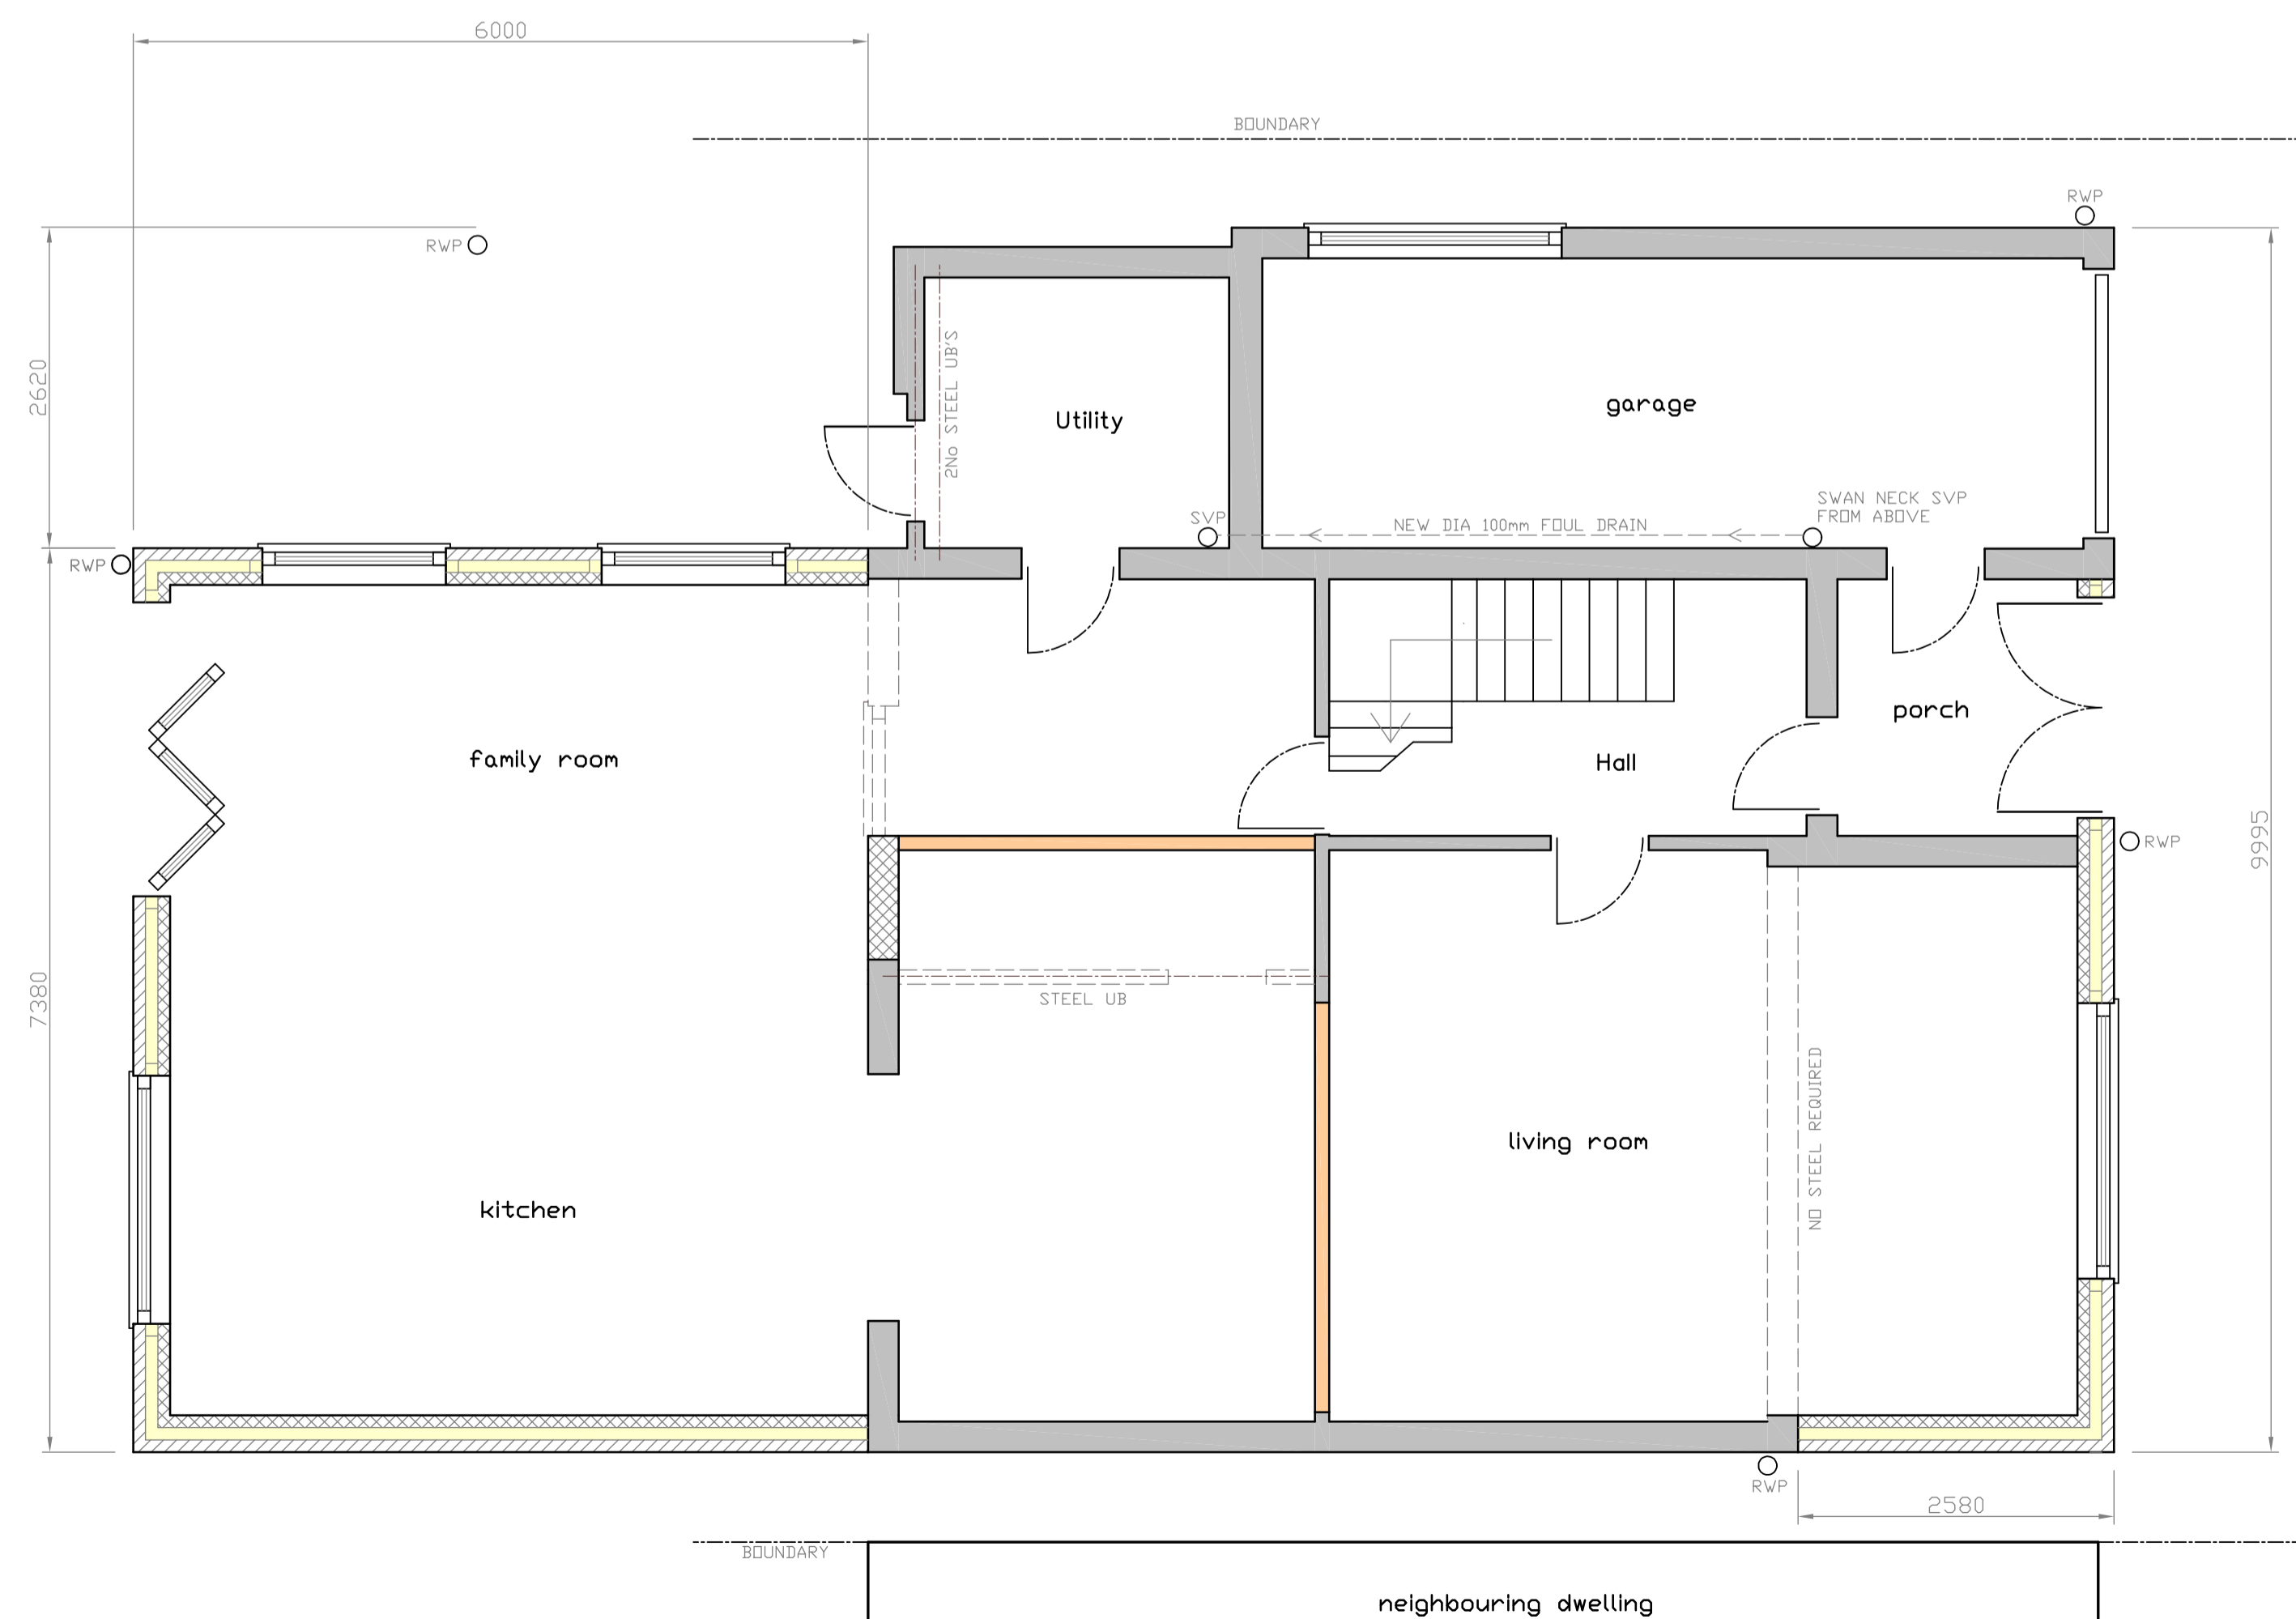 6000
BOUNDARY
RWP
RWP
2620
2No STEEL UB'S
Utility
garage
SWAN NECK SVP
FROM ABOVE
SVP
NEW DIA 100mm FOUL DRAIN
RWP
porch
family room
Hall
RWP
9995
7380
STEEL UB
NO STEEL REQUIRED
living room
kitchen
RWP
2580
BOUNDARY
neighbouring dwelling